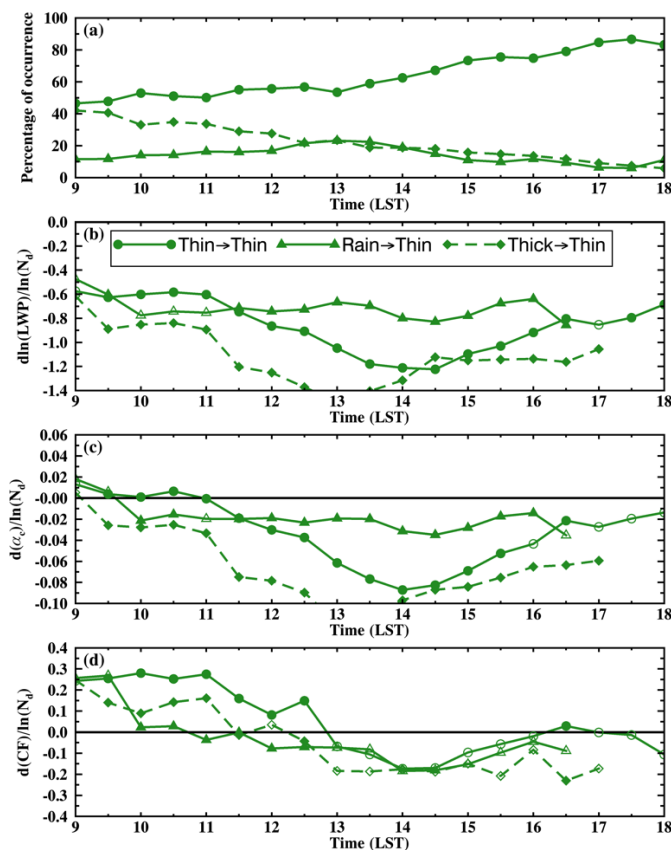 100
(a)
80
60
40
20
0
Percentage of occurrence
9 10 11 12 13 14 15 16 17 18
Time (LST)
0.0
(b)
-0.2
-0.4
-0.6
-0.8
-1.0
-1.2
-1.4
Thin→Thin Rain→Thin Thick→Thin
dln(LWP)/ln(N_d)
9 10 11 12 13 14 15 16 17 18
Time (LST)
0.06
(c)
0.04
0.02
-0.00
-0.02
-0.04
-0.06
-0.08
-0.10
d(α_c)/ln(N_d)
9 10 11 12 13 14 15 16 17 18
Time (LST)
0.4
(d)
0.3
0.2
0.1
0.0
-0.1
-0.2
-0.3
-0.4
d(CF)/ln(N_d)
9 10 11 12 13 14 15 16 17 18
Time (LST)